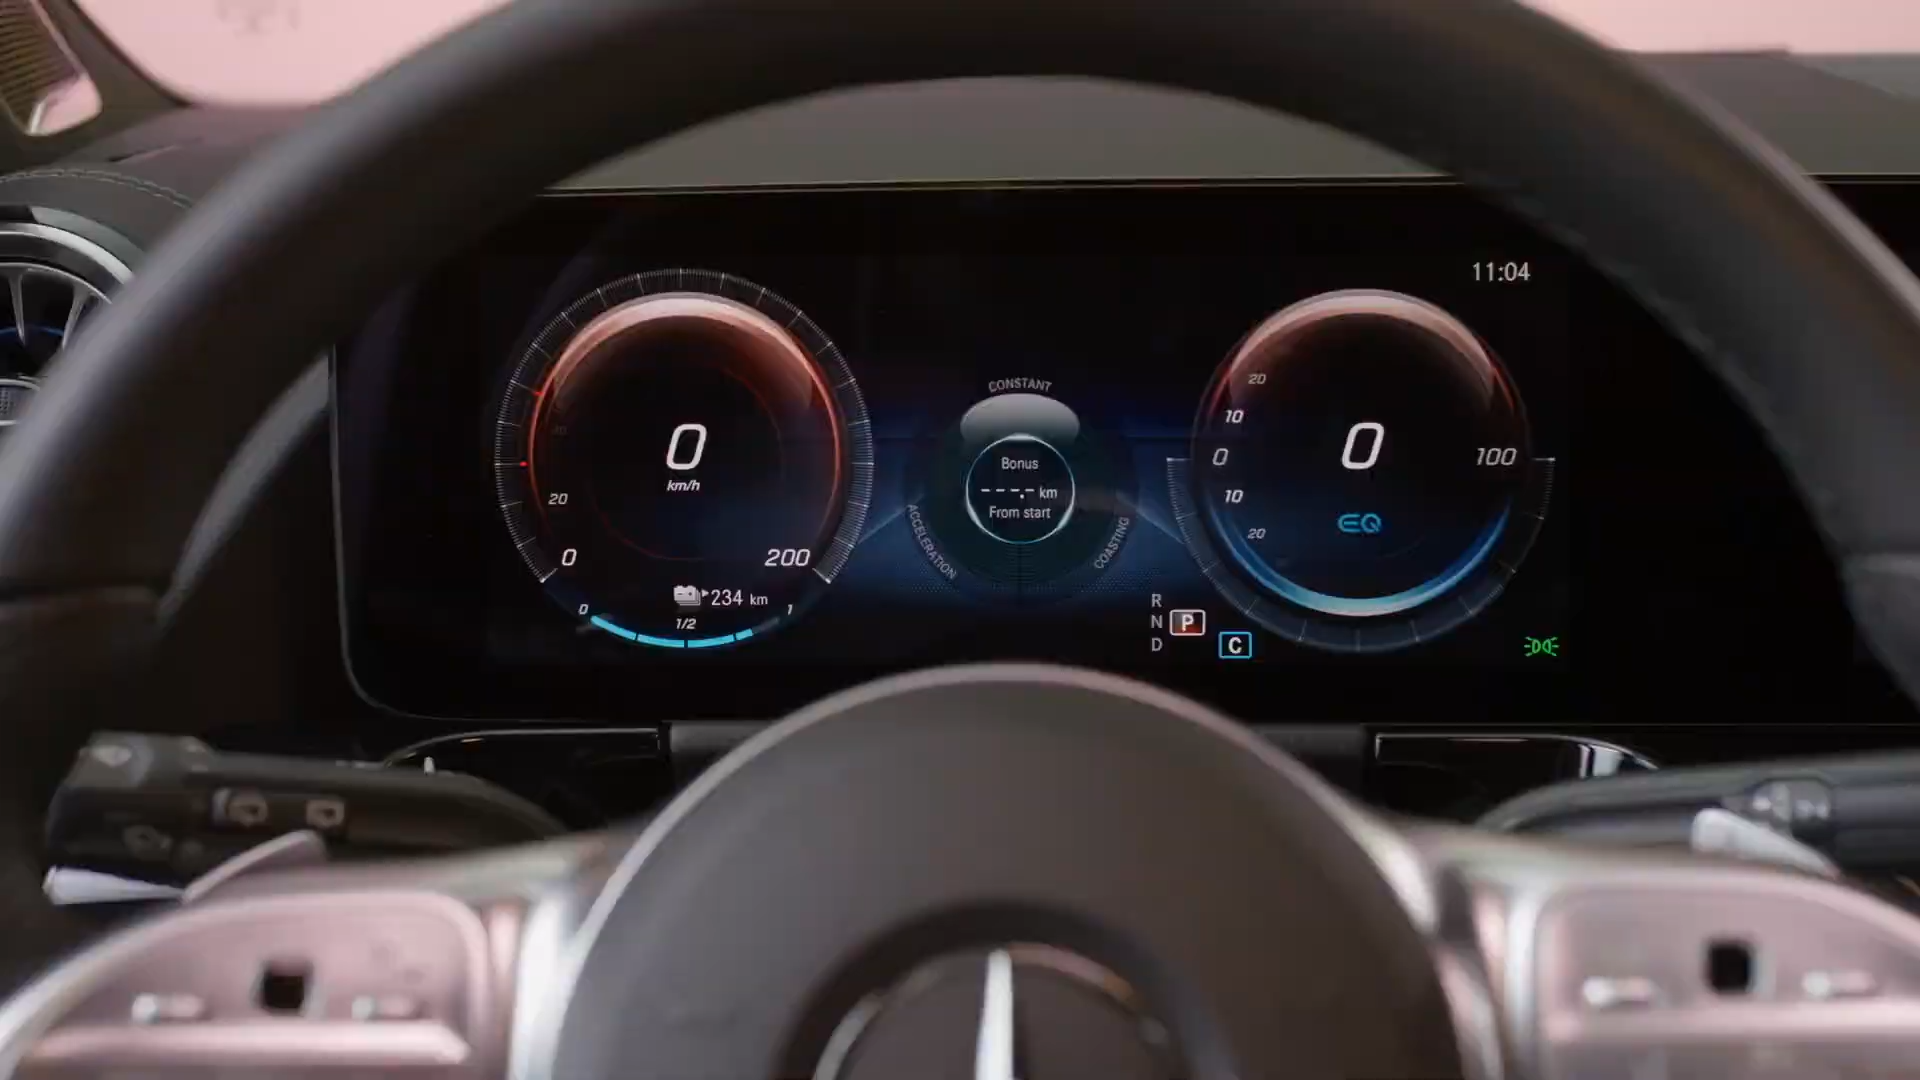 11:04
CONSTANT
Bonus
---.- km
From start
ACCELERATION
COASTING
0
km/h
20
0
200
234 km
0
1/2
1
20
10
0
10
20
0
100
EQ
R
N
D
P
C